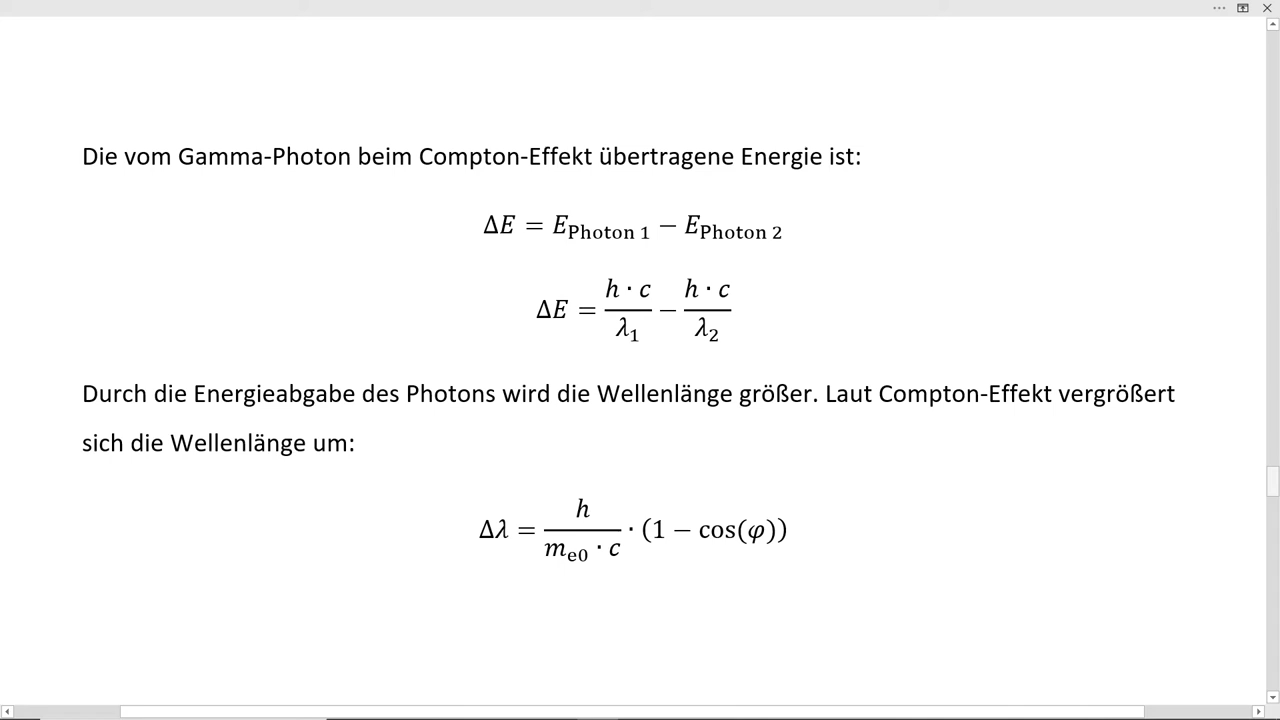 Die vom Gamma-Photon beim Compton-Effekt übertragene Energie ist:
ΔE = E_Photon 1 − E_Photon 2
ΔE = (h · c)/λ₁ − (h · c)/λ₂
Durch die Energieabgabe des Photons wird die Wellenlänge größer. Laut Compton-Effekt vergrößert
sich die Wellenlänge um:
Δλ = h/(m_e0 · c) · (1 − cos(φ))